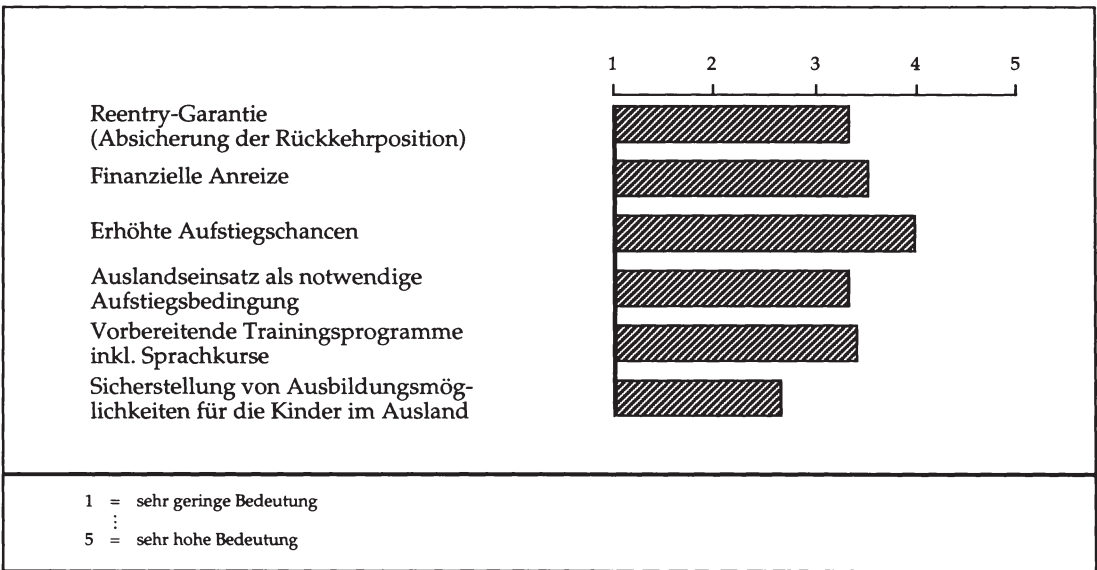 1 2 3 4 5
Reentry-Garantie
(Absicherung der Rückkehrposition)
Finanzielle Anreize
Erhöhte Aufstiegschancen
Auslandseinsatz als notwendige
Aufstiegsbedingung
Vorbereitende Trainingsprogramme
inkl. Sprachkurse
Sicherstellung von Ausbildungsmög-
lichkeiten für die Kinder im Ausland
1 = sehr geringe Bedeutung
⋮
5 = sehr hohe Bedeutung